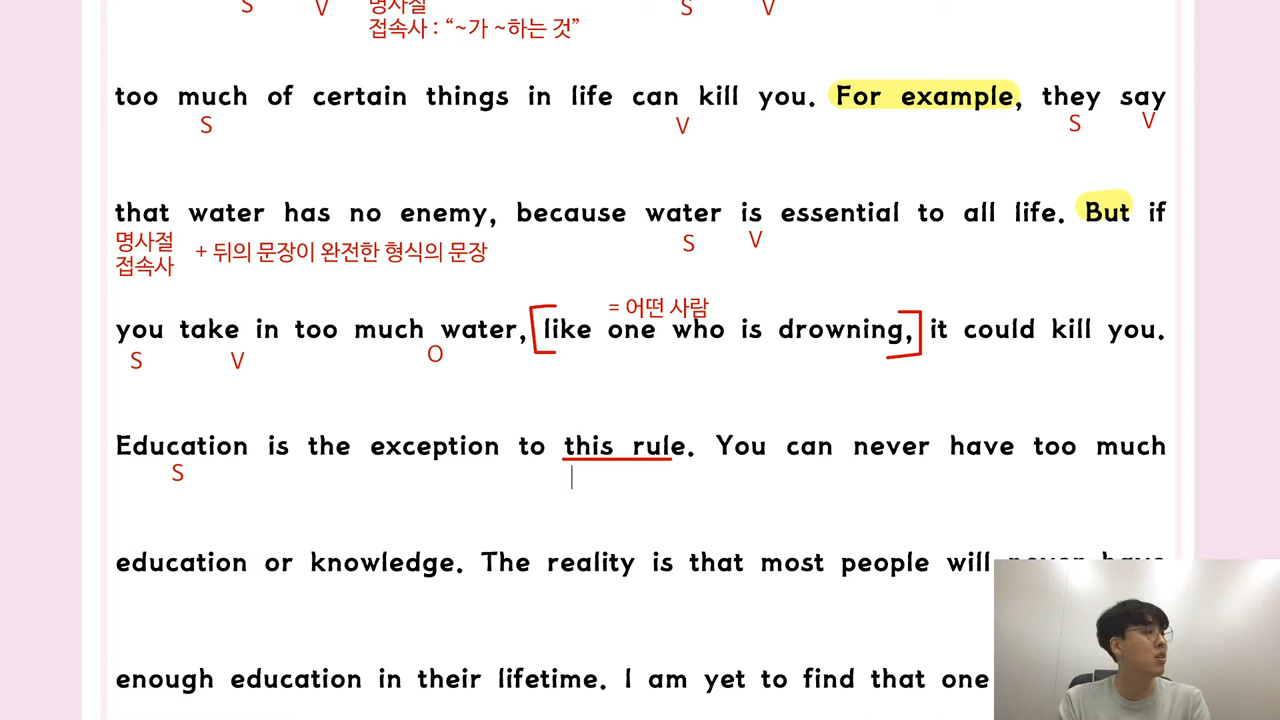 S V 명사절 S V
접속사 : “~가 ~하는 것”
too much of certain things in life can kill you. For example, they say
S V S V
that water has no enemy, because water is essential to all life. But if
명사절 S V
접속사 + 뒤의 문장이 완전한 형식의 문장
= 어떤 사람
you take in too much water, like one who is drowning, it could kill you.
S V O
Education is the exception to this rule. You can never have too much
S
education or knowledge. The reality is that most people will never have
enough education in their lifetime. I am yet to find that one